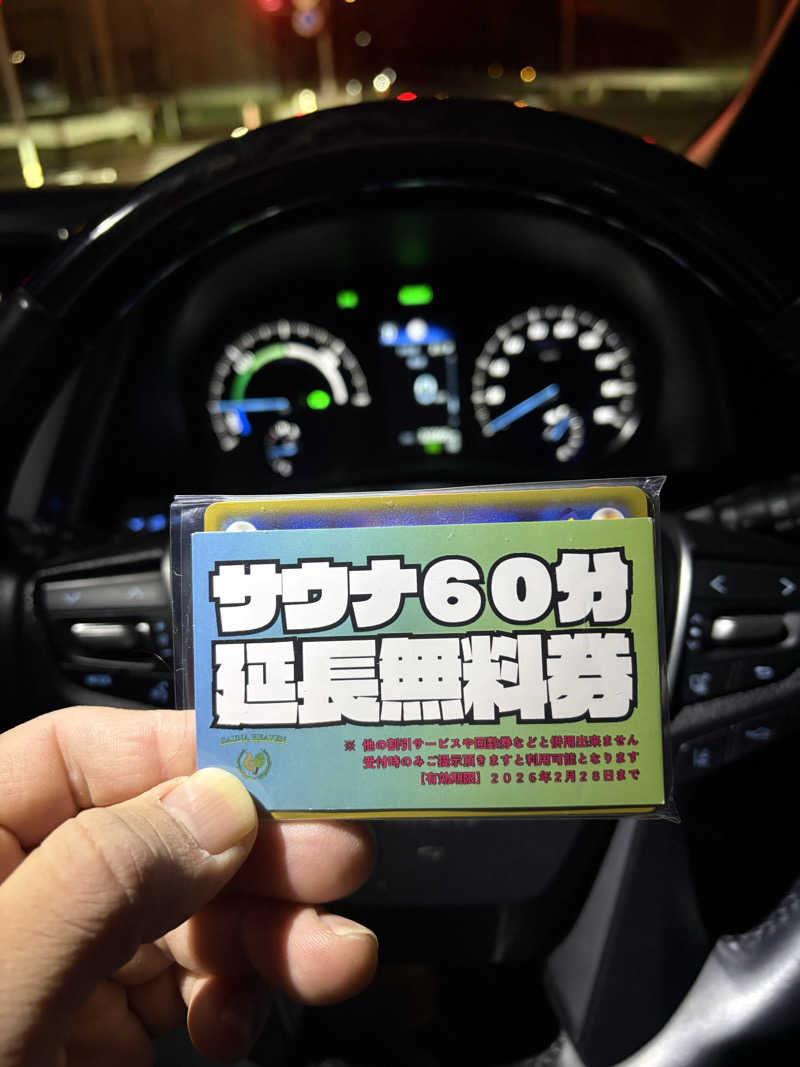 サウナ60分
延長無料券
SAUNA HEAVEN
※ 他の割引サービスや回数券などと併用出来ません
受付時のみご提示頂きますと利用可能となります
【有効期限】2026年2月28日まで